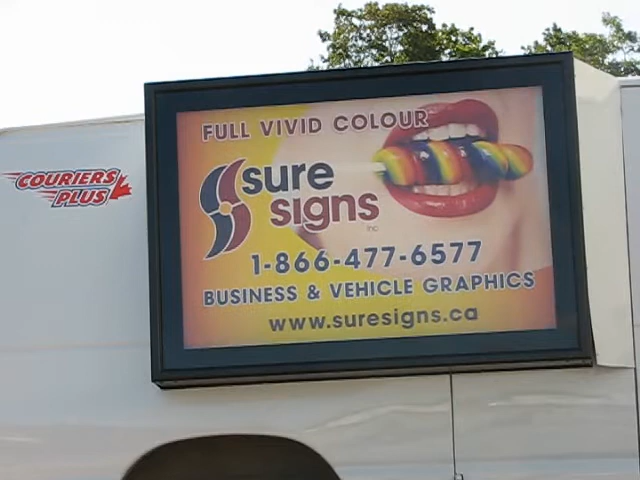 COURIERS
PLUS
FULL VIVID COLOUR
sure
signs
inc
1-866-477-6577
BUSINESS & VEHICLE GRAPHICS
www.suresigns.ca